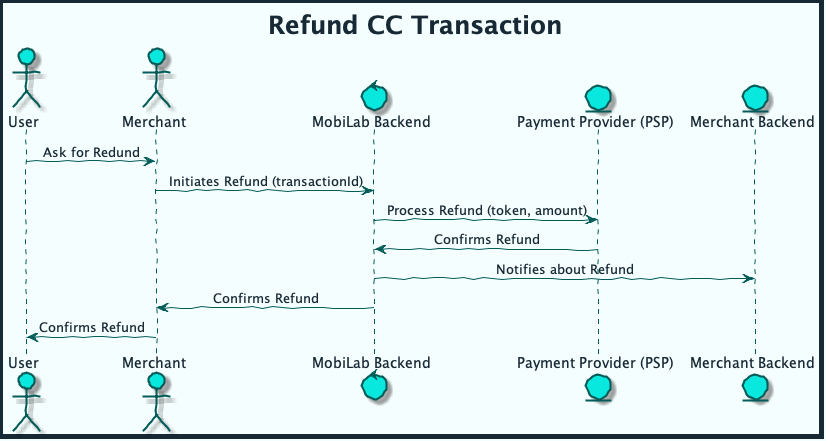 Refund CC Transaction
User Merchant MobiLab Backend Payment Provider (PSP) Merchant Backend
Ask for Redund
Initiates Refund (transactionId)
Process Refund (token, amount)
Confirms Refund
Notifies about Refund
Confirms Refund
Confirms Refund
User Merchant MobiLab Backend Payment Provider (PSP) Merchant Backend